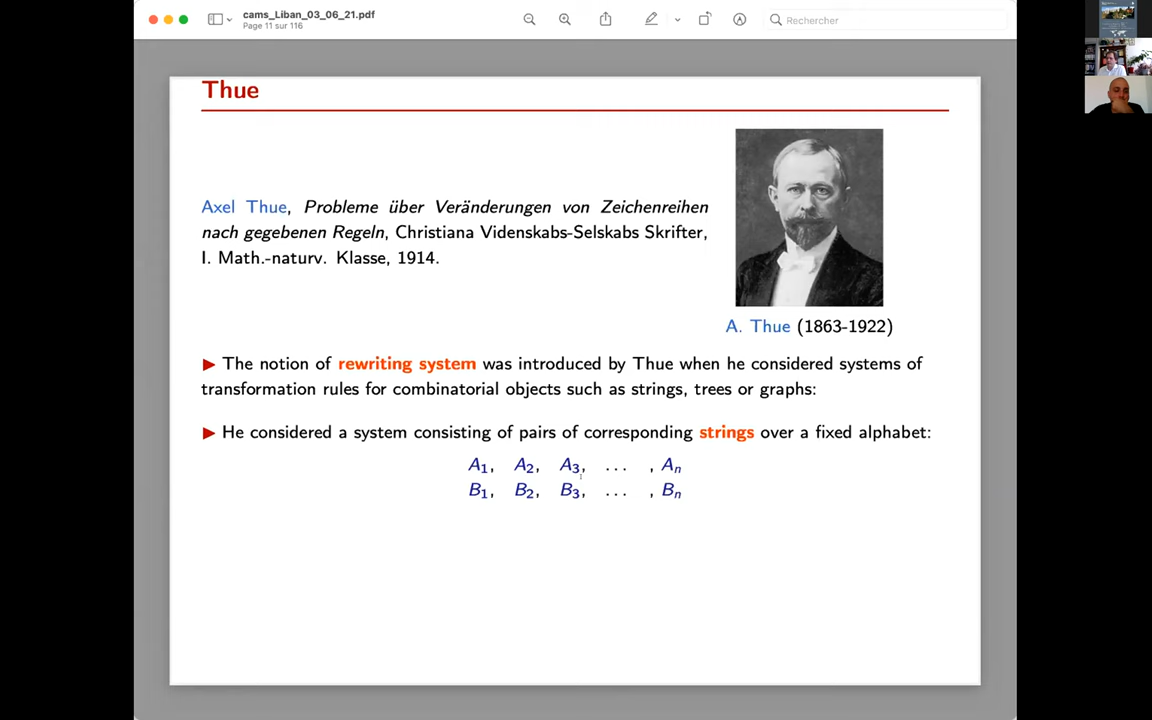 cams_Liban_03_06_21.pdf
Page 11 sur 116
Rechercher
Thue
Axel Thue, Probleme über Veränderungen von Zeichenreihen
nach gegebenen Regeln, Christiana Videnskabs-Selskabs Skrifter,
I. Math.-naturv. Klasse, 1914.
A. Thue (1863-1922)
▶ The notion of rewriting system was introduced by Thue when he considered systems of
transformation rules for combinatorial objects such as strings, trees or graphs:
▶ He considered a system consisting of pairs of corresponding strings over a fixed alphabet:
A₁, A₂, A₃, ... , Aₙ
B₁, B₂, B₃, ... , Bₙ